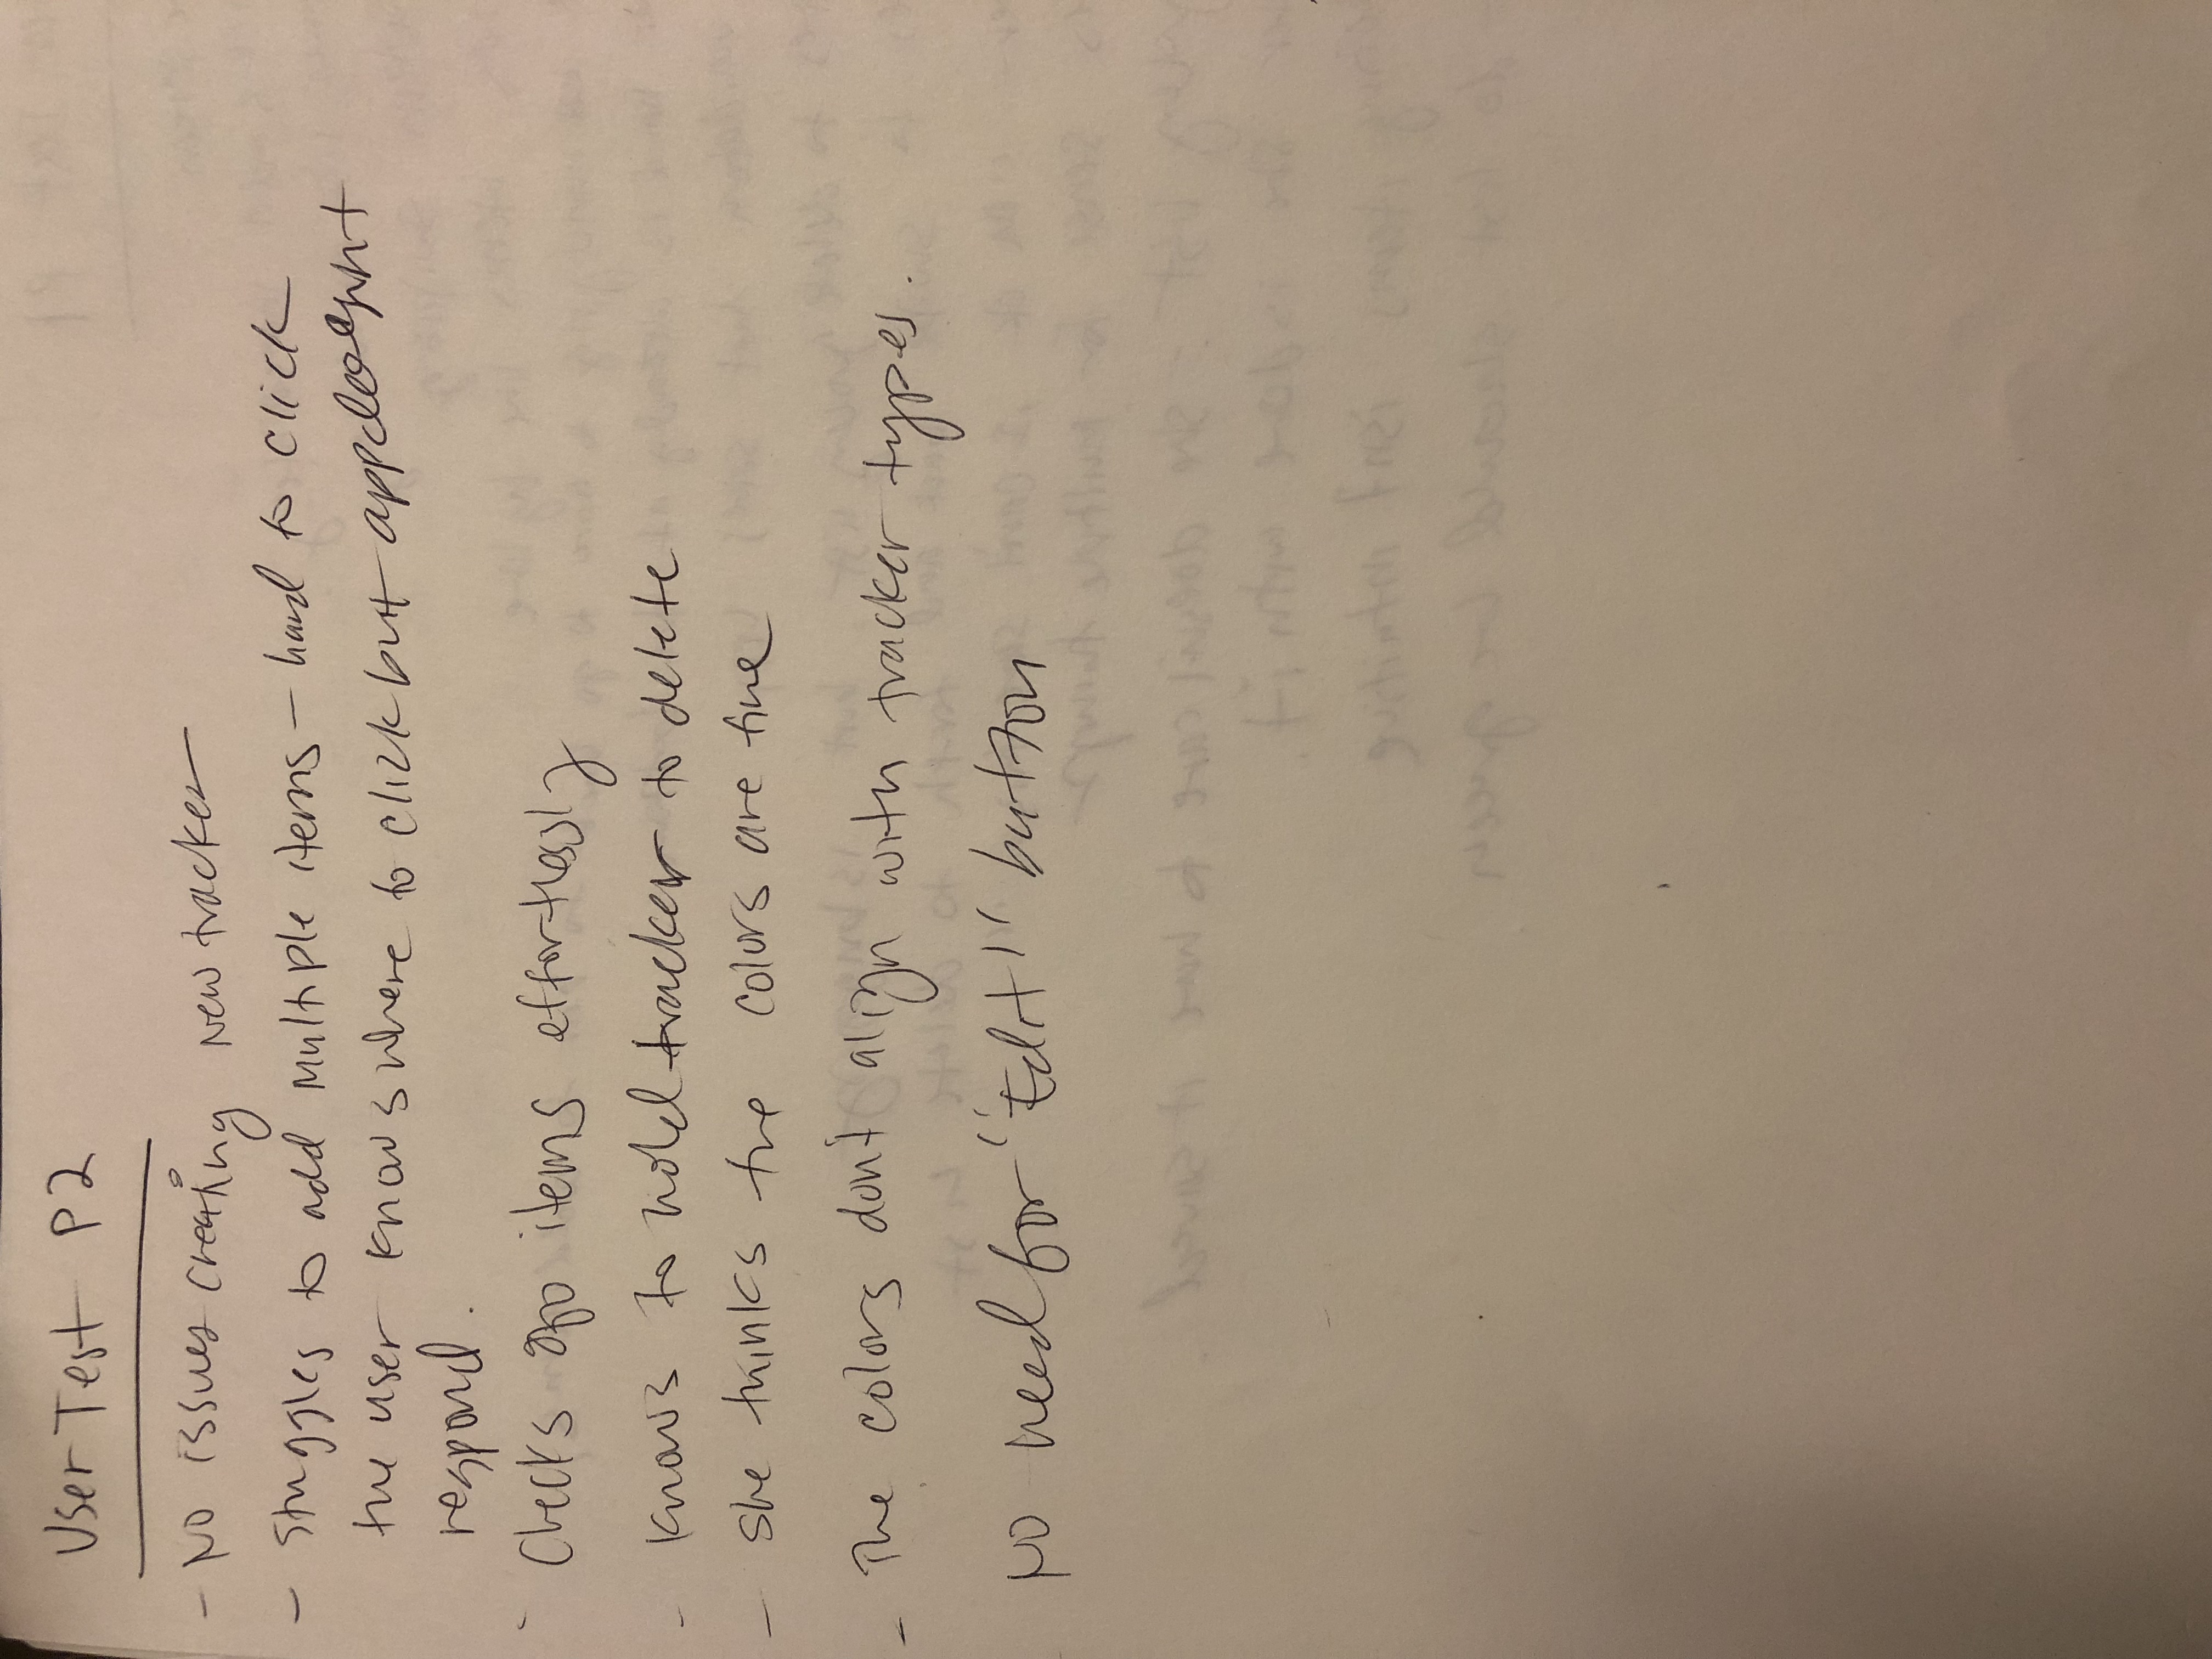 User Test P2
- No issues creating new tracker
- Stuggles to add multiple items - hard to click
the user knows where to click but app doesnt
respond.
- Checks off items effortlessly
- knows to hold tracker to delete
- she thinks the colors are fine
- The colors don't align with tracker types.
No need for "Edit" button